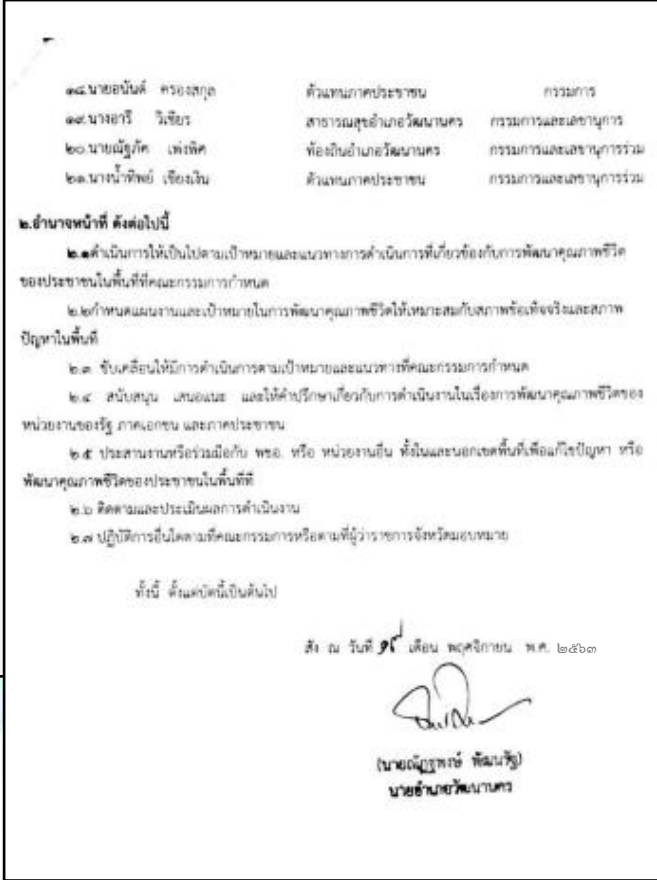 ๑๘.นายอนันต์ ครองสกุล ตัวแทนภาคประชาชน กรรมการ
๑๙.นางอารี วิเชียร สาธารณสุขอำเภอวัฒนานคร กรรมการและเลขานุการ
๒๐.นายณัฐภัค เพ่งพิศ ท้องถิ่นอำเภอวัฒนานคร กรรมการและเลขานุการร่วม
๒๑.นางน้ำทิพย์ เชียงเงิน ตัวแทนภาคประชาชน กรรมการและเลขานุการร่วม
๒.อำนาจหน้าที่ ดังต่อไปนี้
๒.๑ดำเนินการให้เป็นไปตามเป้าหมายและแนวทางการดำเนินการที่เกี่ยวข้องกับการพัฒนาคุณภาพชีวิต
ของประชาชนในพื้นที่ที่คณะกรรมการกำหนด
๒.๒กำหนดแผนงานและเป้าหมายในการพัฒนาคุณภาพชีวิตให้เหมาะสมกับสภาพข้อเท็จจริงและสภาพ
ปัญหาในพื้นที่
๒.๓ ขับเคลื่อนให้มีการดำเนินการตามเป้าหมายและแนวทางที่คณะกรรมการกำหนด
๒.๔ สนับสนุน เสนอแนะ และให้คำปรึกษาเกี่ยวกับการดำเนินงานในเรื่องการพัฒนาคุณภาพชีวิตของ
หน่วยงานของรัฐ ภาคเอกชน และภาคประชาชน
๒.๕ ประสานงานหรือร่วมมือกับ พชอ. หรือ หน่วยงานอื่น ทั้งในและนอกเขตพื้นที่เพื่อแก้ไขปัญหา หรือ
พัฒนาคุณภาพชีวิตของประชาชนในพื้นที่ที่
๒.๖ ติดตามและประเมินผลการดำเนินงาน
๒.๗ ปฏิบัติการอื่นใดตามที่คณะกรรมการหรือตามที่ผู้ว่าราชการจังหวัดมอบหมาย
ทั้งนี้ ตั้งแต่บัดนี้เป็นต้นไป
สั่ง ณ วันที่ ๑๙ เดือน พฤศจิกายน พ.ศ. ๒๕๖๓
(นายณัฏฐพงษ์ พัฒนรัฐ)
นายอำเภอวัฒนานคร